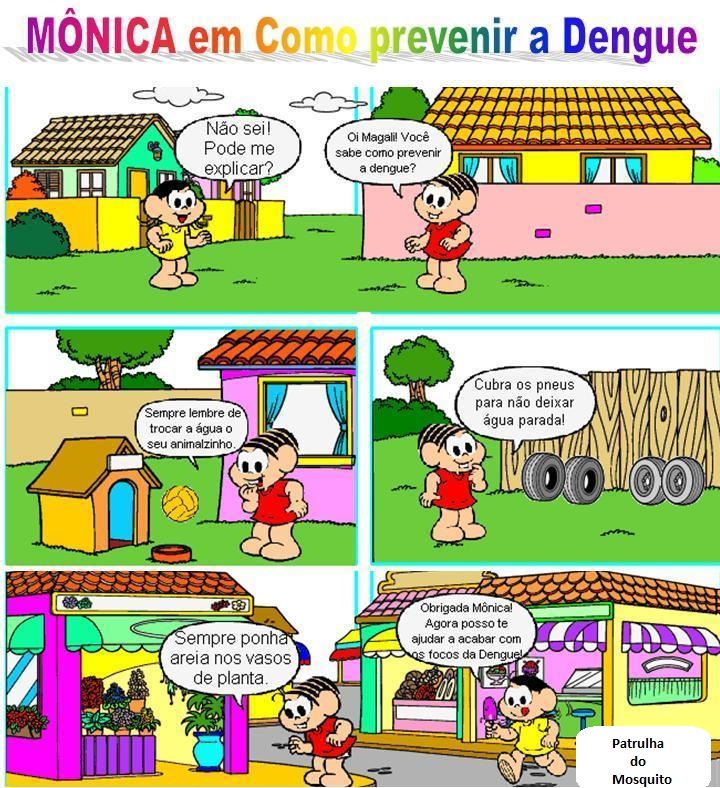 MÔNICA em Como prevenir a Dengue
Oi Magali! Você
sabe como prevenir
a dengue?
Não sei!
Pode me
explicar?
Sempre lembre de
trocar a água o
seu animalzinho.
Cubra os pneus
para não deixar
água parada!
Sempre ponha
areia nos vasos
de planta.
Obrigada Mônica!
Agora posso te
ajudar a acabar com
os focos da Dengue!
Patrulha
do
Mosquito